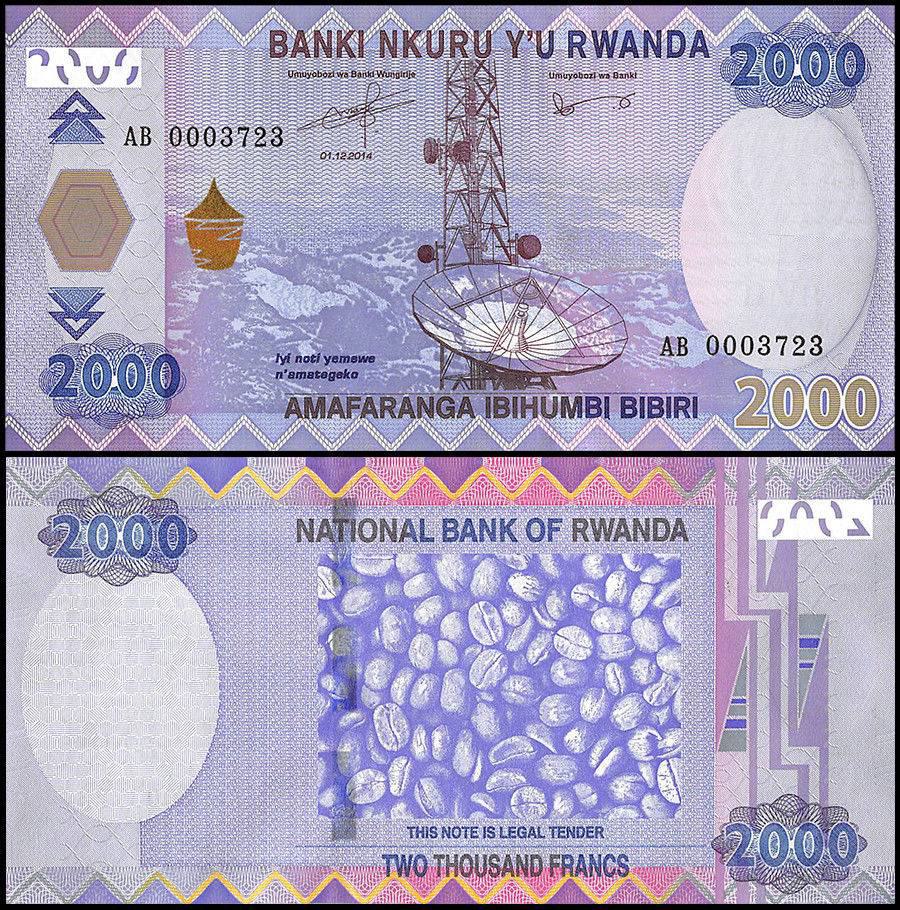 BANKI NKURU Y'U RWANDA
2000
Umuyobozi wa Banki Wungirije
Umuyobozi wa Banki
AB 0003723
01.12.2014
Iyi noti yemewe
n'amategeko
AB 0003723
2000
AMAFARANGA IBIHUMBI BIBIRI
2000
2000
NATIONAL BANK OF RWANDA
THIS NOTE IS LEGAL TENDER
2000
TWO THOUSAND FRANCS